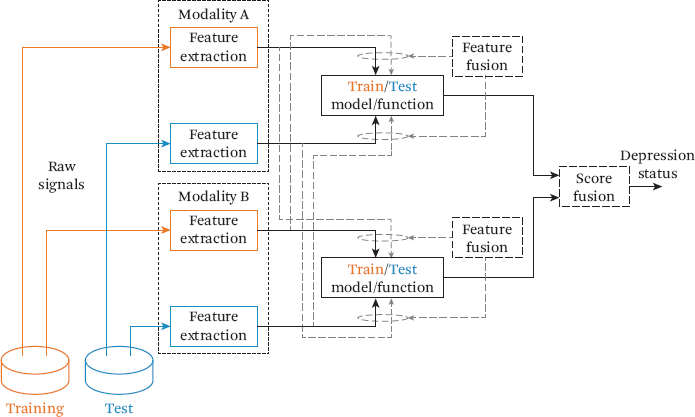 Modality A
Feature
extraction
Feature
fusion
Train/Test
model/function
Feature
extraction
Raw
signals
Depression
status
Score
fusion
Modality B
Feature
extraction
Feature
fusion
Train/Test
model/function
Feature
extraction
Training
Test